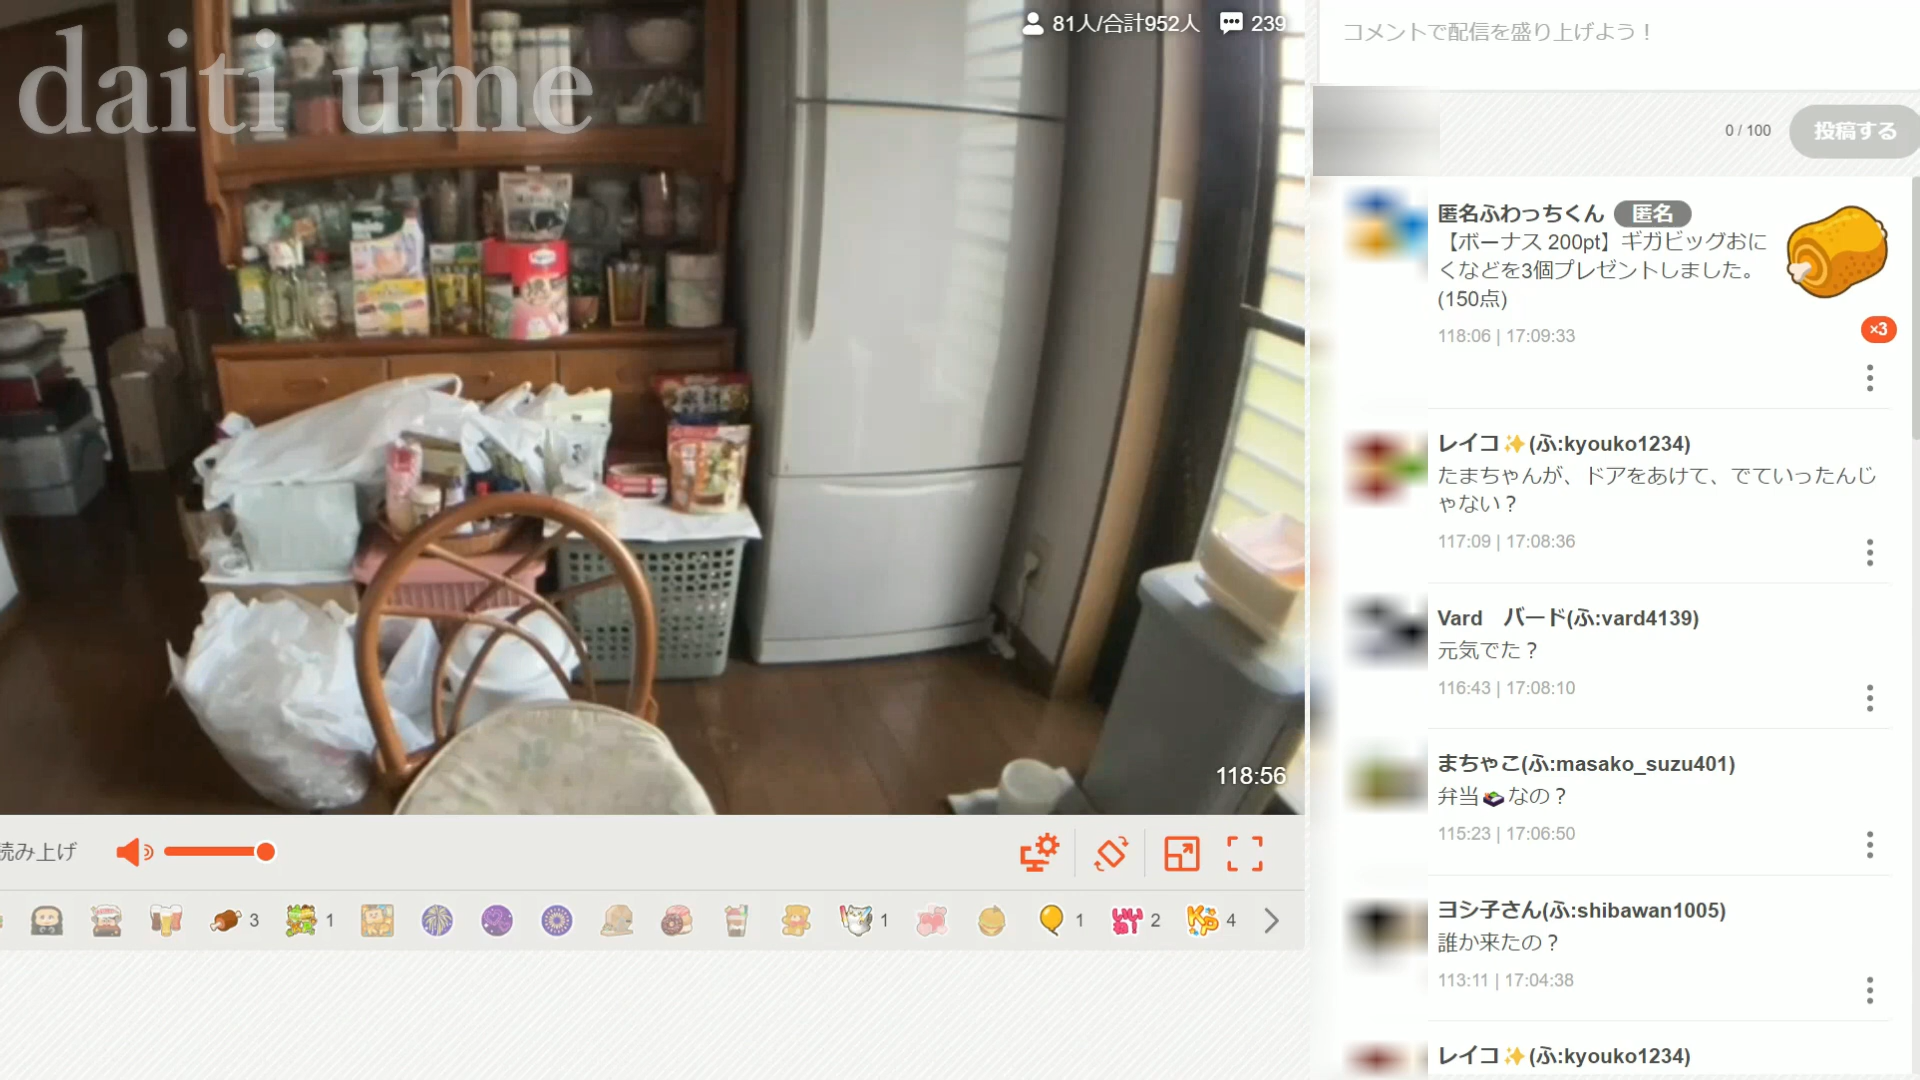 daiti ume
81人/合計952人 239
118:56
読み上げ
3 1 1 1 2 4
コメントで配信を盛り上げよう！
0 / 100 投稿する
匿名ふわっちくん 匿名
【ボーナス 200pt】ギガビッグおに
くなどを3個プレゼントしました。
(150点)
118:06 | 17:09:33
×3
レイコ✨(ふ:kyouko1234)
たまちゃんが、ドアをあけて、でていったんじ
ゃない？
117:09 | 17:08:36
Vard　バード(ふ:vard4139)
元気でた？
116:43 | 17:08:10
まちゃこ(ふ:masako_suzu401)
弁当🍱なの？
115:23 | 17:06:50
ヨシ子さん(ふ:shibawan1005)
誰か来たの？
113:11 | 17:04:38
レイコ✨(ふ:kyouko1234)